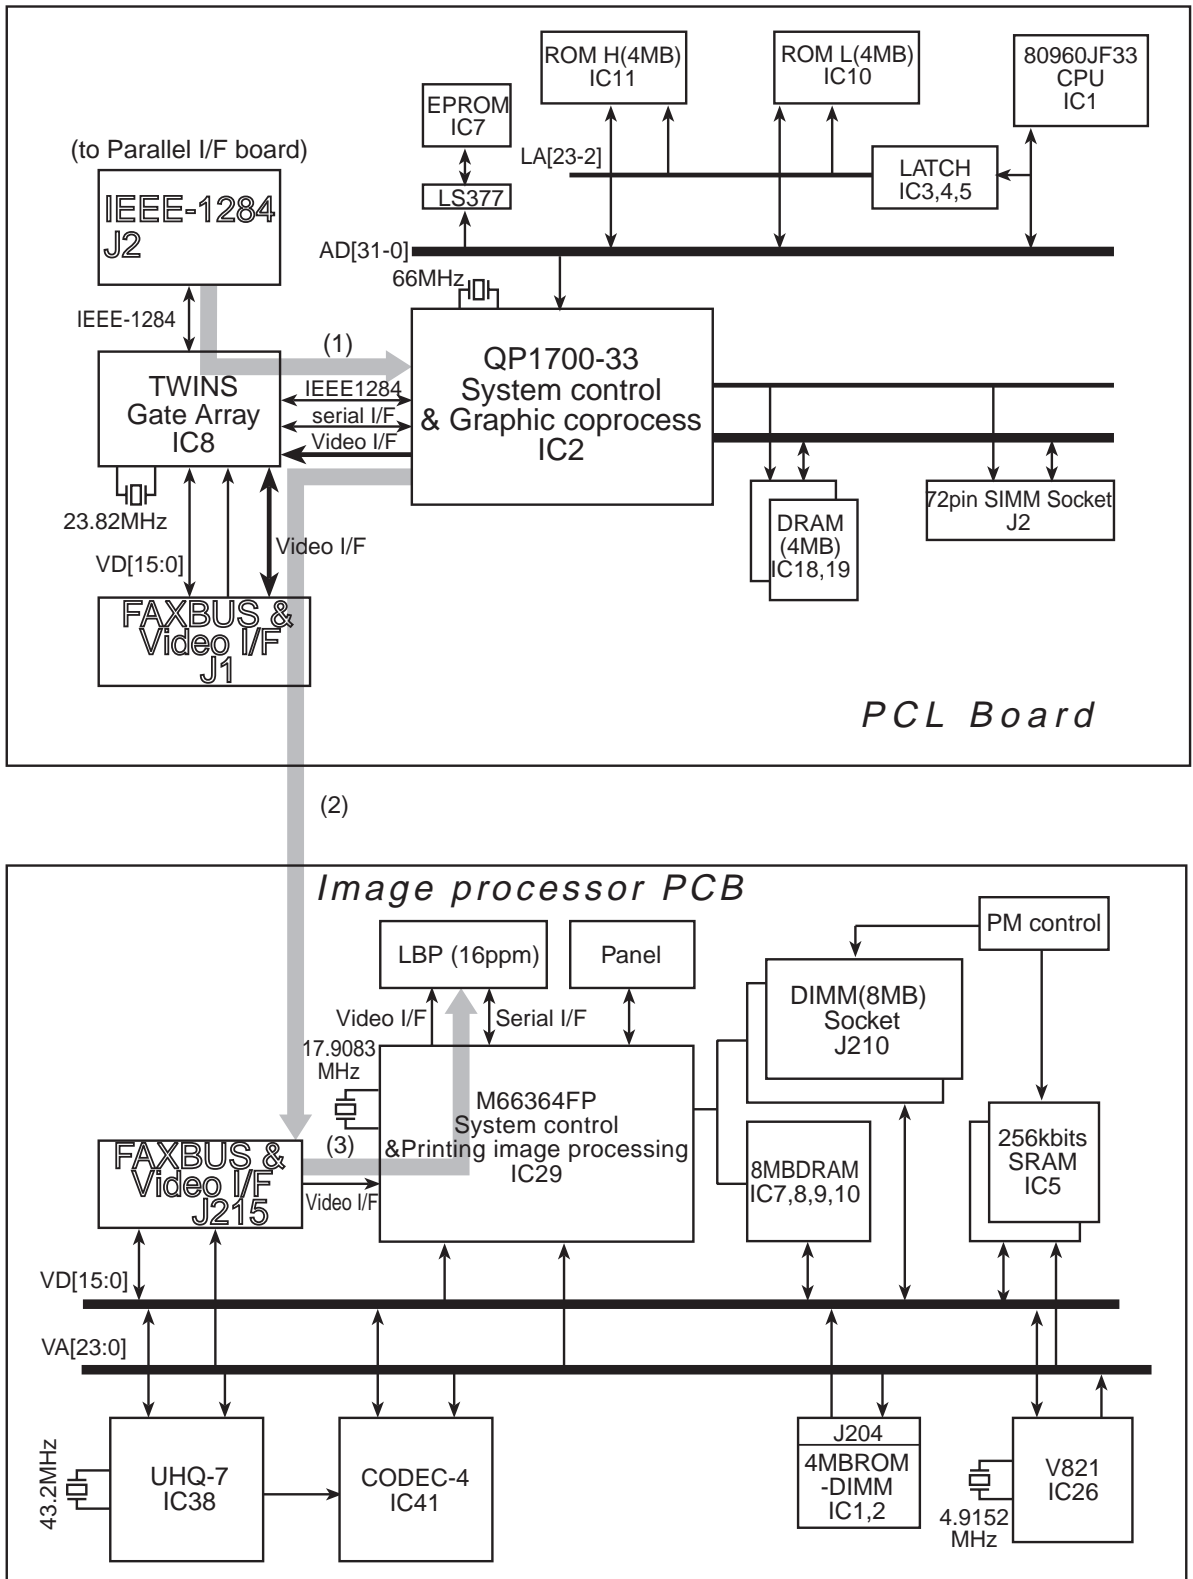 ROM H(4MB)
IC11
ROM L(4MB)
IC10
80960JF33
CPU
IC1
EPROM
IC7
(to Parallel I/F board)
LA[23-2]
LATCH
IC3,4,5
IEEE-1284
J2
LS377
AD[31-0]
66MHz
IEEE-1284
(1)
QP1700-33
System control
& Graphic coprocess
IC2
TWINS
Gate Array
IC8
IEEE1284
serial I/F
Video I/F
23.82MHz
72pin SIMM Socket
J2
DRAM
(4MB)
IC18,19
Video I/F
VD[15:0]
FAXBUS &
Video I/F
J1
PCL Board
(2)
Image processor PCB
PM control
LBP (16ppm)
Panel
DIMM(8MB)
Socket
J210
Video I/F
Serial I/F
17.9083
MHz
M66364FP
System control
&Printing image processing
IC29
256kbits
SRAM
IC5
FAXBUS &
Video I/F
J215
(3)
Video I/F
8MBDRAM
IC7,8,9,10
VD[15:0]
VA[23:0]
43.2MHz
UHQ-7
IC38
CODEC-4
IC41
J204
4MBROM
-DIMM
IC1,2
V821
IC26
4.9152
MHz